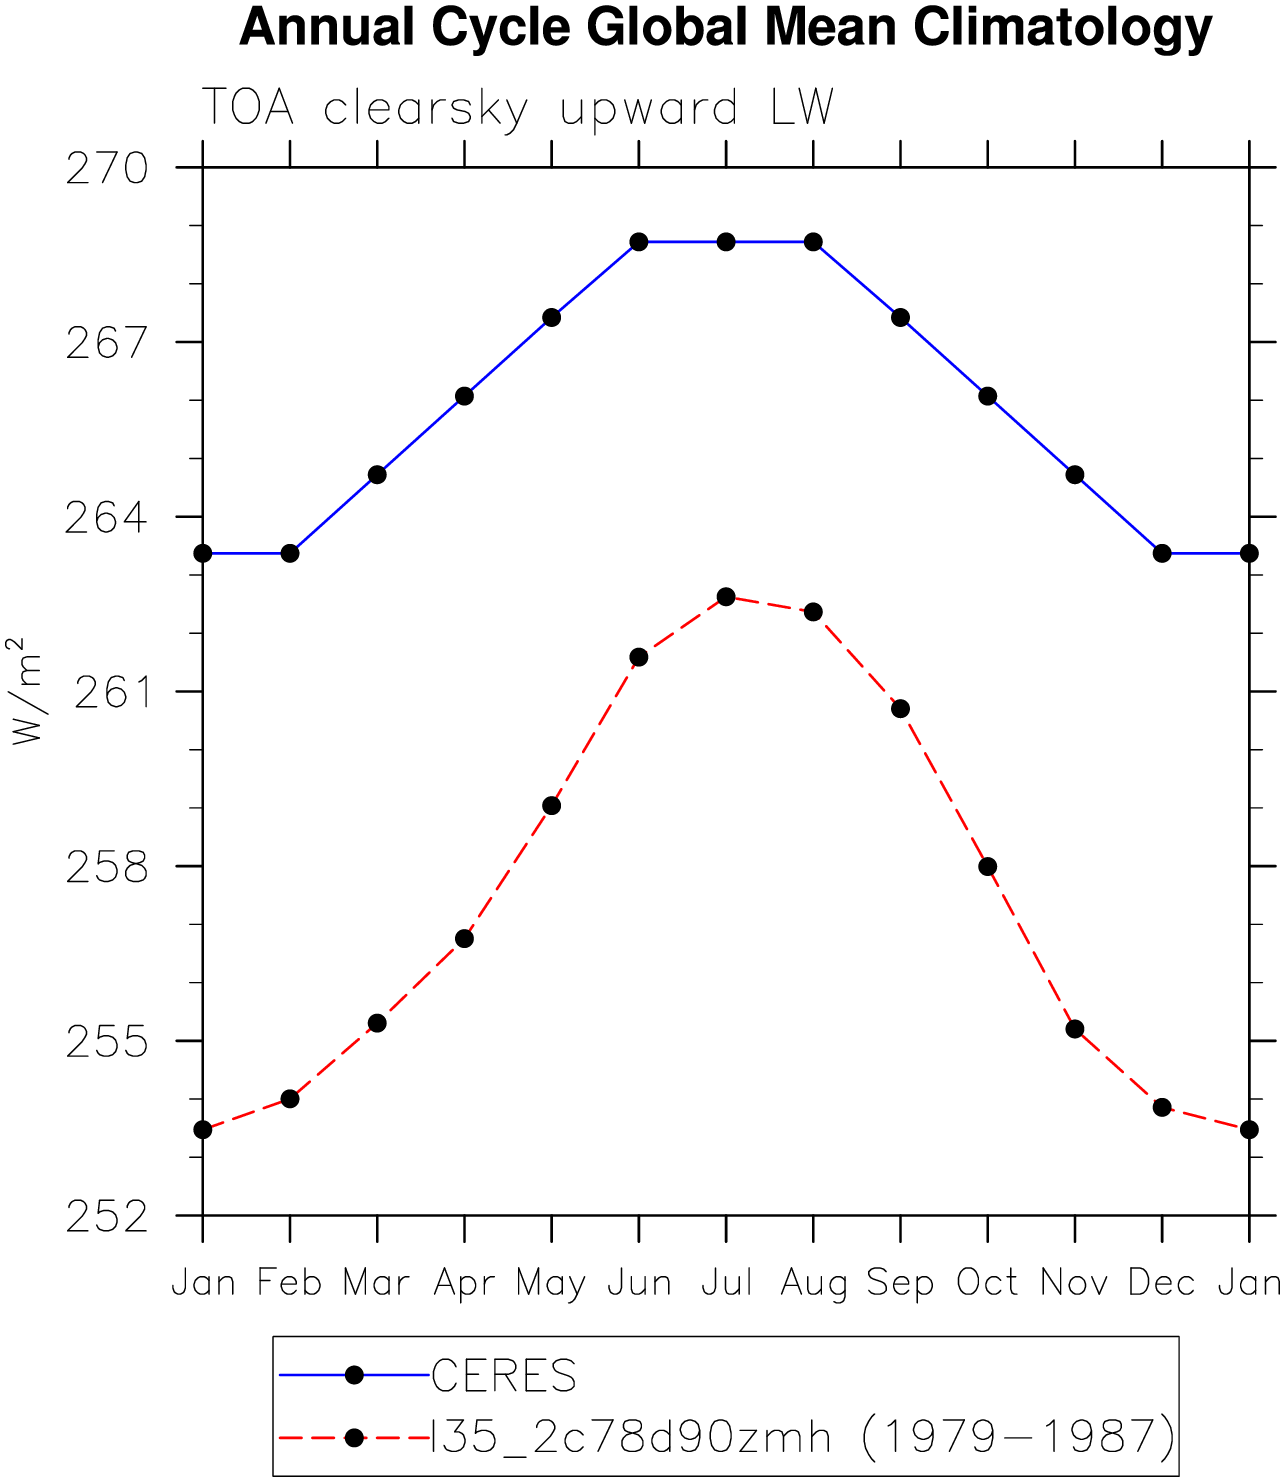 Annual Cycle Global Mean Climatology
TOA clearsky upward LW
270
267
264
261
258
255
252
W/m²
Jan Feb Mar Apr May Jun Jul Aug Sep Oct Nov Dec Jan
CERES
I35_2c78d90zmh (1979-1987)